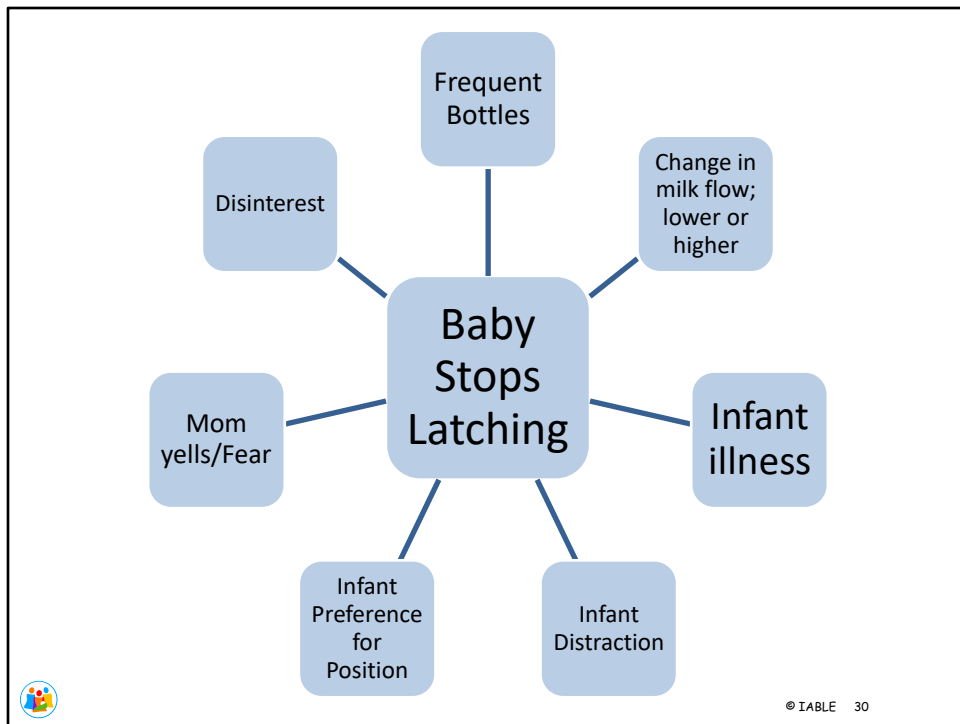 Frequent
Bottles
Change in
milk flow;
lower or
higher
Infant
illness
Infant
Distraction
Infant
Preference
for
Position
Mom
yells/Fear
Disinterest
Baby
Stops
Latching
© IABLE 30